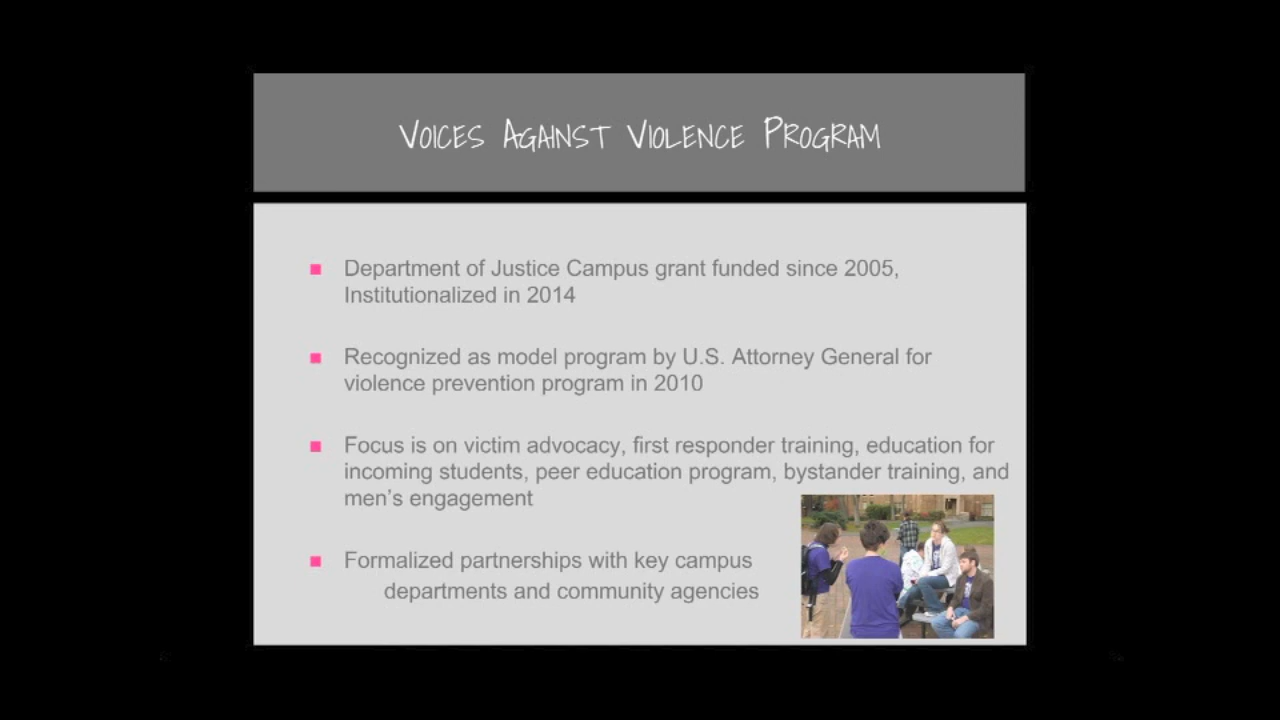 Voices Against Violence Program
Department of Justice Campus grant funded since 2005,
Institutionalized in 2014
Recognized as model program by U.S. Attorney General for
violence prevention program in 2010
Focus is on victim advocacy, first responder training, education for
incoming students, peer education program, bystander training, and
men's engagement
Formalized partnerships with key campus
departments and community agencies